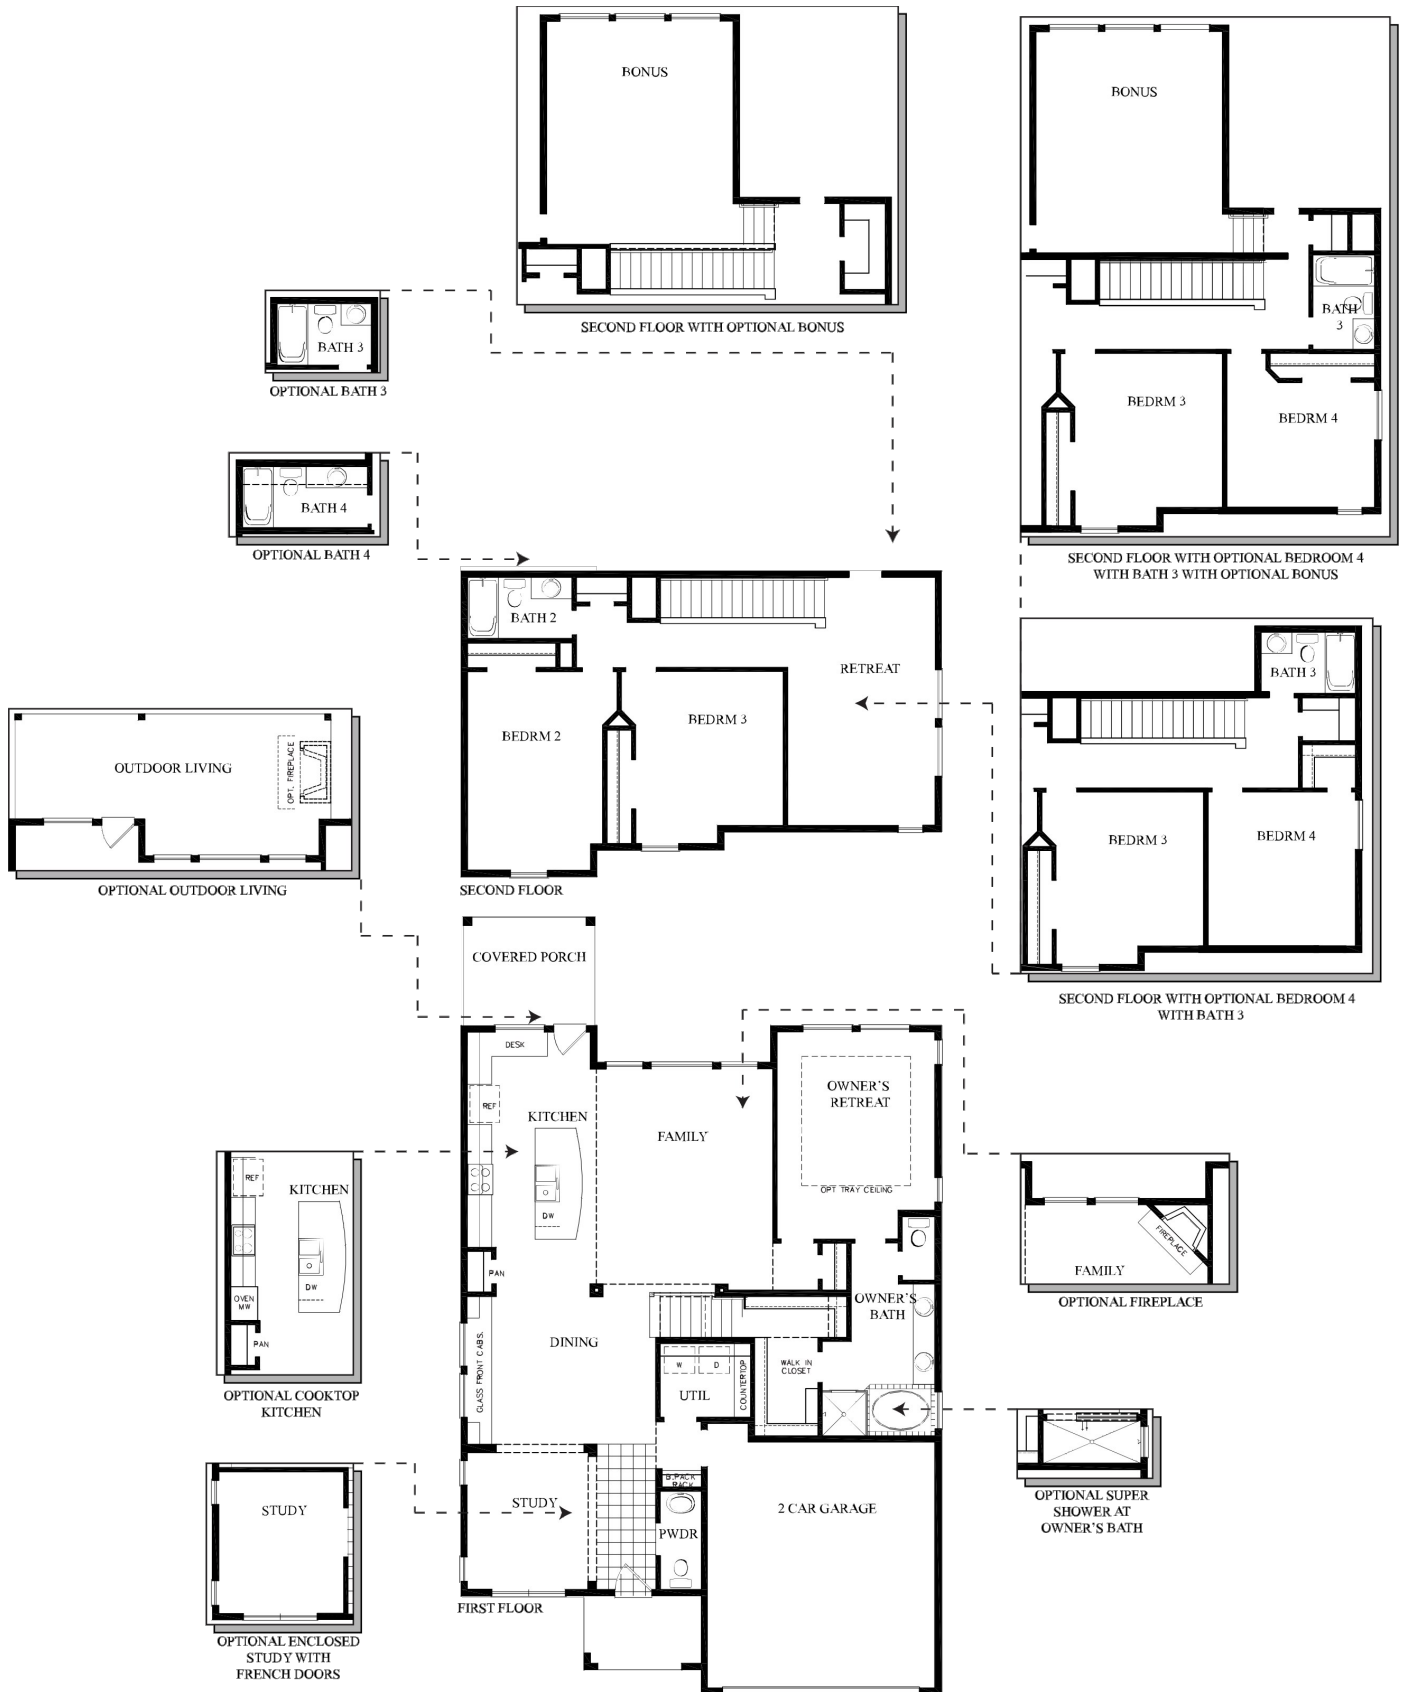 BONUS
SECOND FLOOR WITH OPTIONAL BONUS
BONUS
BATH
3
BEDRM 3
BEDRM 4
SECOND FLOOR WITH OPTIONAL BEDROOM 4
WITH BATH 3 WITH OPTIONAL BONUS
BATH 3
OPTIONAL BATH 3
BATH 4
OPTIONAL BATH 4
BATH 2
RETREAT
BEDRM 2
BEDRM 3
SECOND FLOOR
BATH 3
BEDRM 3
BEDRM 4
SECOND FLOOR WITH OPTIONAL BEDROOM 4
WITH BATH 3
OUTDOOR LIVING
OPT. FIREPLACE
OPTIONAL OUTDOOR LIVING
COVERED PORCH
DESK
REF
KITCHEN
DW
PAN
FAMILY
OWNER'S
RETREAT
OPT TRAY CEILING
OWNER'S
BATH
DINING
GLASS FRONT CABS.
W
D
UTIL
COUNTERTOP
WALK IN
CLOSET
B.PACK
RACK
STUDY
PWDR
2 CAR GARAGE
FIRST FLOOR
REF
KITCHEN
DW
OVEN
MW
PAN
OPTIONAL COOKTOP
KITCHEN
STUDY
OPTIONAL ENCLOSED
STUDY WITH
FRENCH DOORS
FIREPLACE
FAMILY
OPTIONAL FIREPLACE
OPTIONAL SUPER
SHOWER AT
OWNER'S BATH